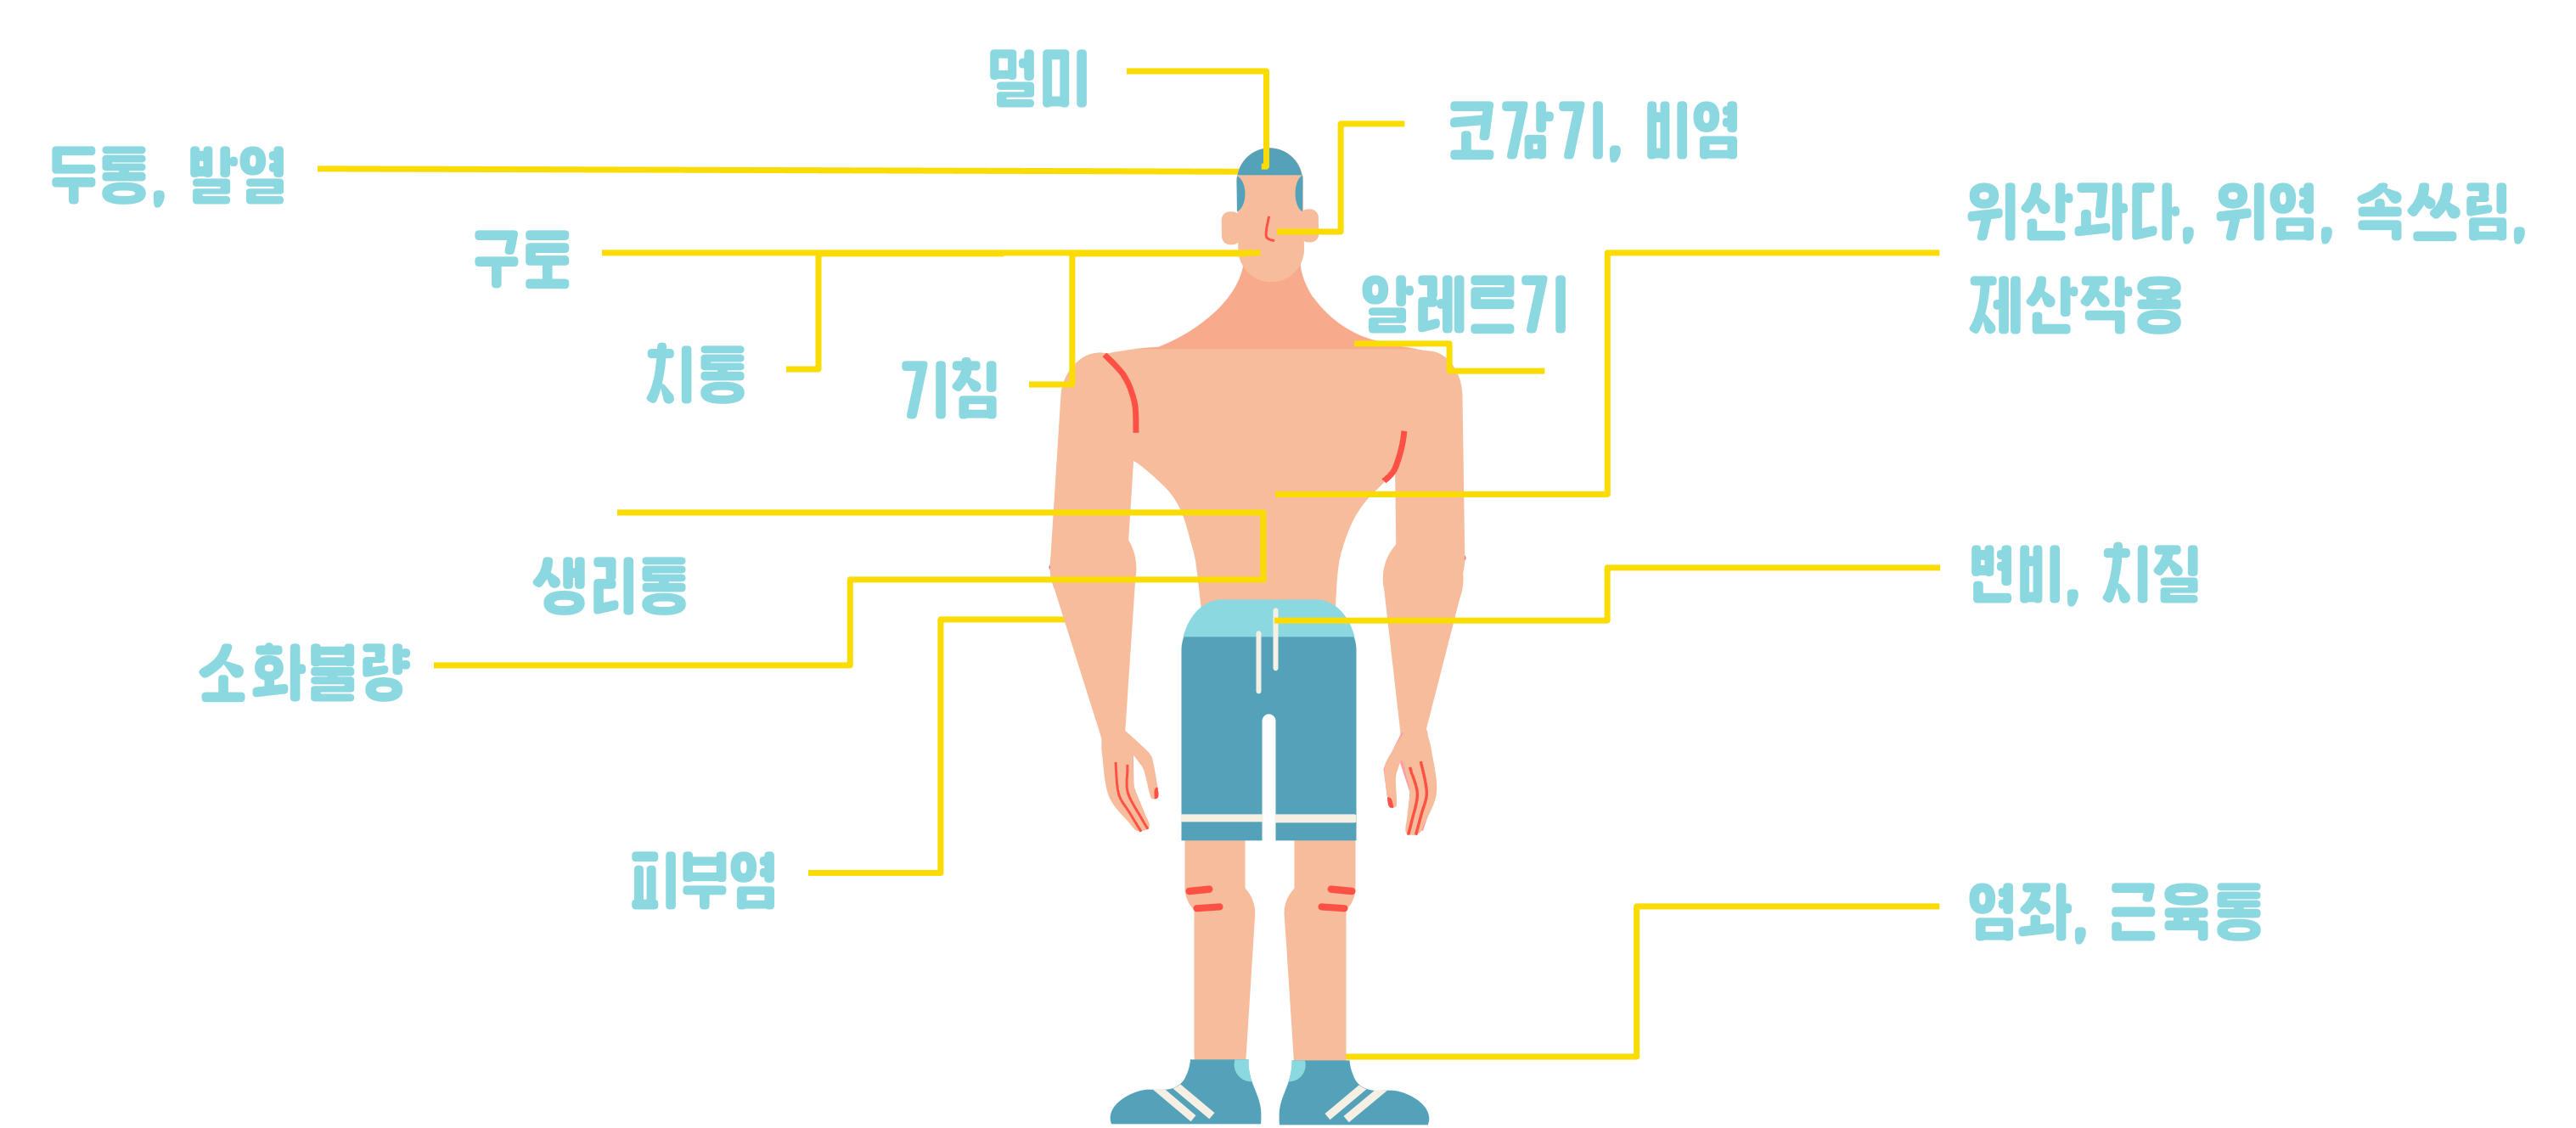 멀미
코감기, 비염
두통, 발열
위산과다, 위염, 속쓰림,
제산작용
구토
알레르기
치통
기침
변비, 치질
생리통
소화불량
피부염
염좌, 근육통